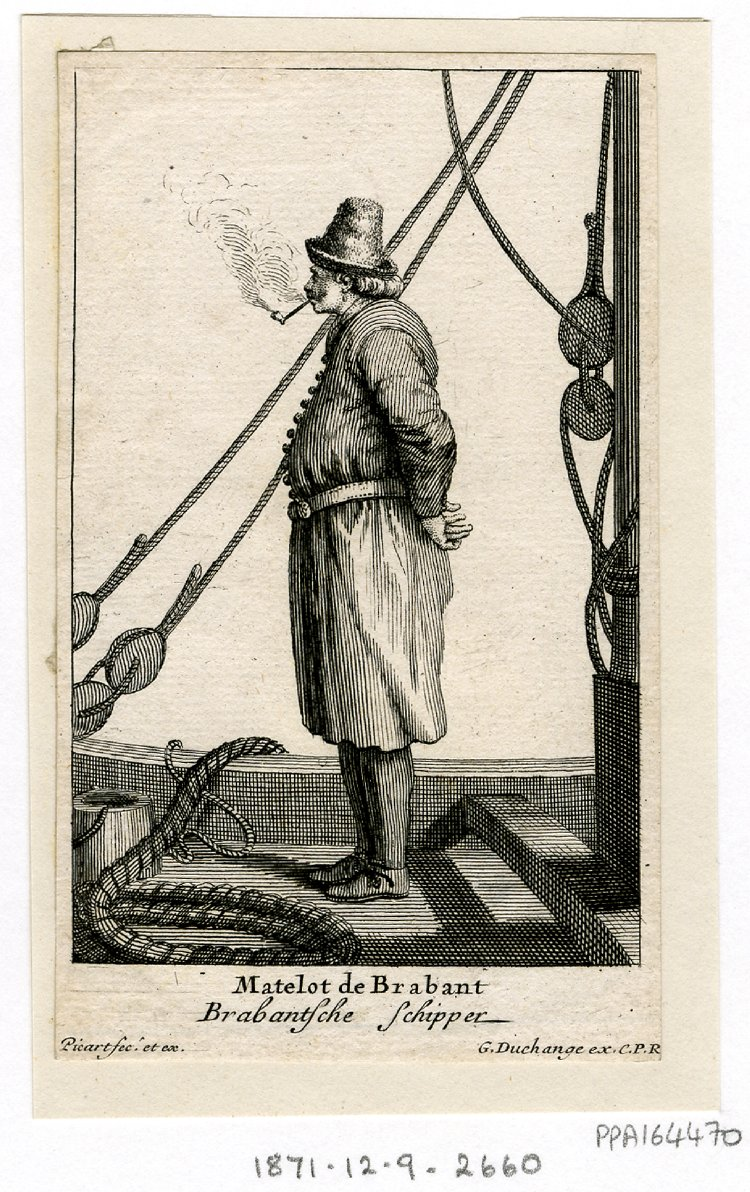 Matelot de Brabant
Brabantſche ſchipper
Picart fec. et ex.
G. Duchange ex. C.P.R
PPA164470
1871·12·9· 2660